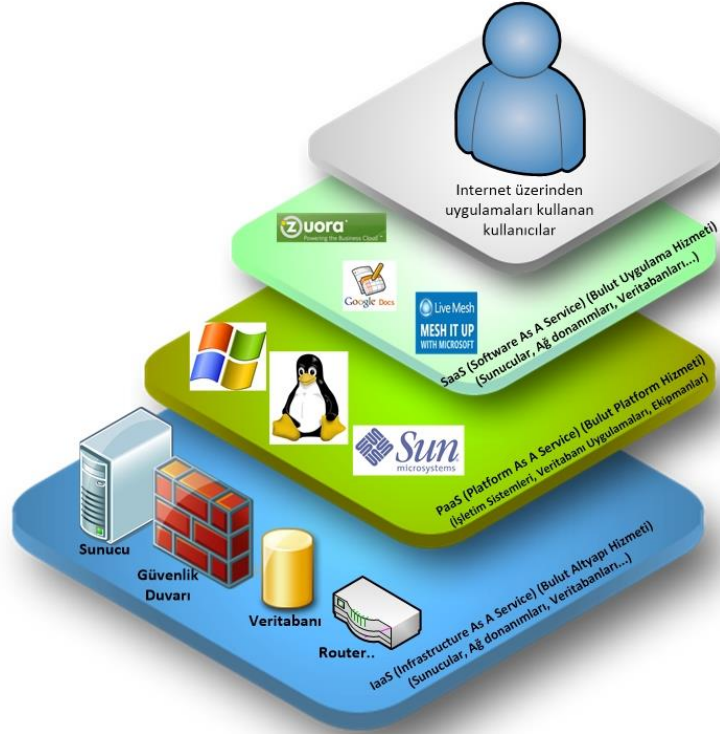 Internet üzerinden
uygulamaları kullanan
kullanıcılar
zuora
Powering the Business Cloud™
Google Docs
Live Mesh
MESH IT UP
WITH MICROSOFT
SaaS (Software As A Service) (Bulut Uygulama Hizmeti)
(Sunucular, Ağ donanımları, Veritabanları...)
Sun
microsystems
PaaS (Platform As A Service) (Bulut Platform Hizmeti)
(İşletim Sistemleri, Veritabanı Uygulamaları, Ekipmanlar)
Sunucu
Güvenlik
Duvarı
Veritabanı
Router..
IaaS (Infrastructure As A Service) (Bulut Altyapı Hizmeti)
(Sunucular, Ağ donanımları, Veritabanları...)